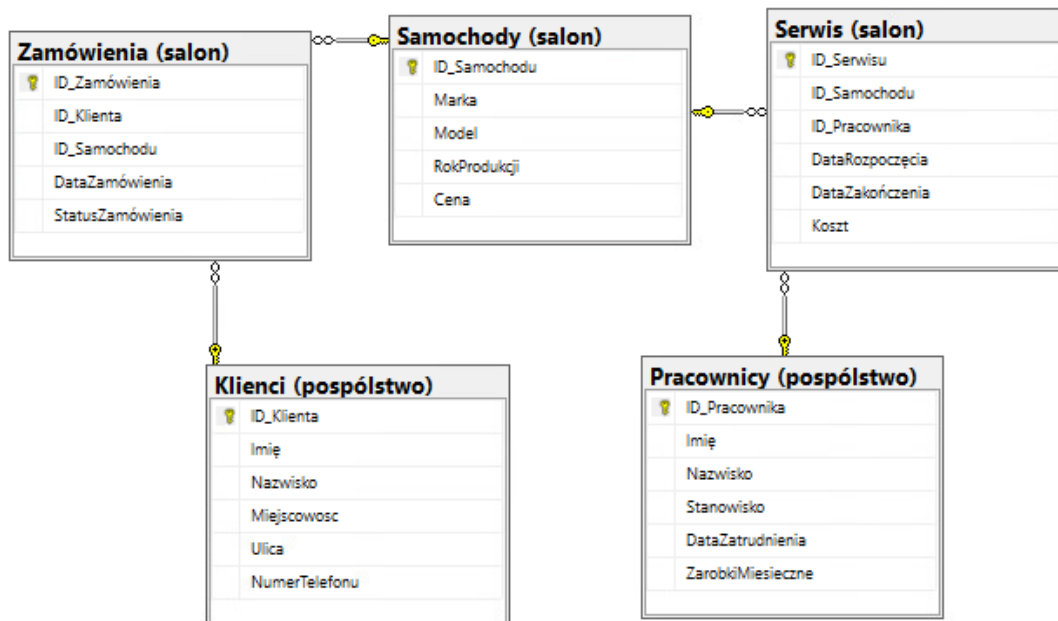 Zamówienia (salon)
ID_Zamówienia
ID_Klienta
ID_Samochodu
DataZamówienia
StatusZamówienia
Samochody (salon)
ID_Samochodu
Marka
Model
RokProdukcji
Cena
Serwis (salon)
ID_Serwisu
ID_Samochodu
ID_Pracownika
DataRozpoczęcia
DataZakończenia
Koszt
Klienci (pospólstwo)
ID_Klienta
Imię
Nazwisko
Miejscowosc
Ulica
NumerTelefonu
Pracownicy (pospólstwo)
ID_Pracownika
Imię
Nazwisko
Stanowisko
DataZatrudnienia
ZarobkiMiesieczne